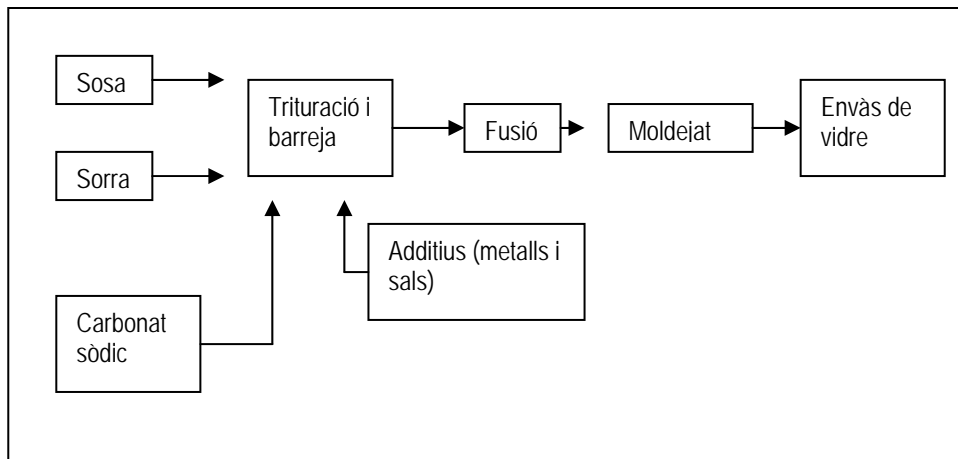 Sosa
Trituració i
barreja
Fusió
Moldejat
Envàs de
vidre
Sorra
Additius (metalls i
sals)
Carbonat
sòdic